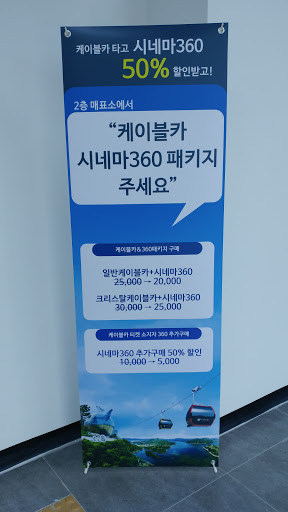 케이블카 타고 시네마360
50% 할인받고!
2층 매표소에서
“케이블카
시네마360 패키지
주세요”
케이블카&360패키지 구매
일반케이블카+시네마360
25,000 → 20,000
크리스탈케이블카+시네마360
30,000 → 25,000
케이블카 티켓 소지자 360 추가구매
시네마360 추가구매 50% 할인
10,000 → 5,000